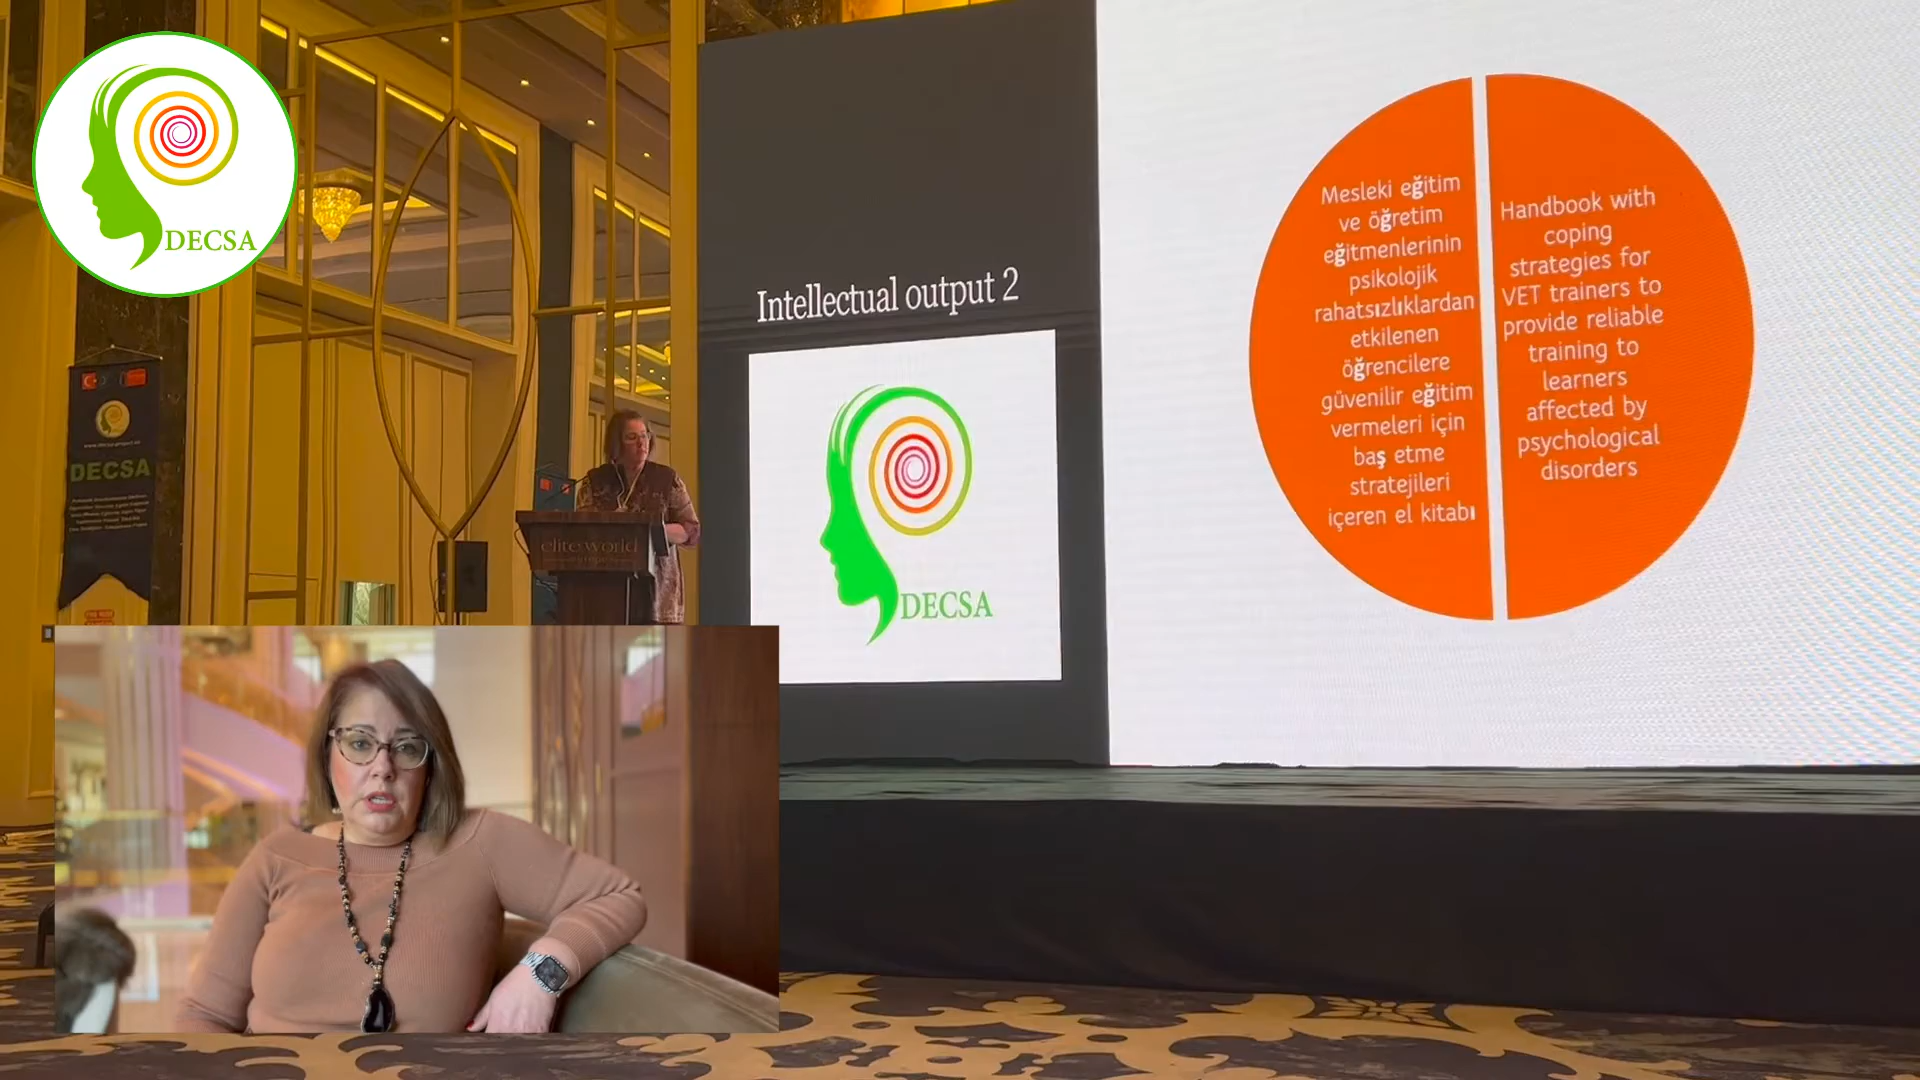 DECSA
Intellectual output 2
DECSA
Mesleki eğitim
ve öğretim
eğitmenlerinin
psikolojik
rahatsızlıklardan
etkilenen
öğrencilere
güvenilir eğitim
vermeleri için
baş etme
stratejileri
içeren el kitabı
Handbook with
coping
strategies for
VET trainers to
provide reliable
training to
learners
affected by
psychological
disorders
DECSA
elite world